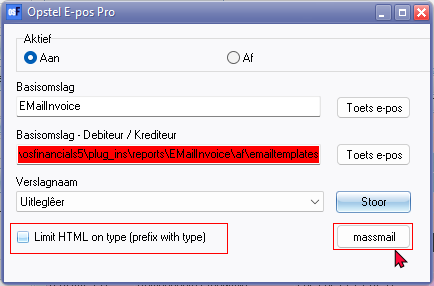 Opstel E-pos Pro
Aktief
Aan
Af
Basisomslag
EMailInvoice
Toets e-pos
Basisomslag - Debiteur / Krediteur
\osfinancials5\plug_ins\reports\EMailInvoice\af\emailtemplates
Toets e-pos
Verslagnaam
Uitleglêer
Stoor
Limit HTML on type (prefix with type)
massmail